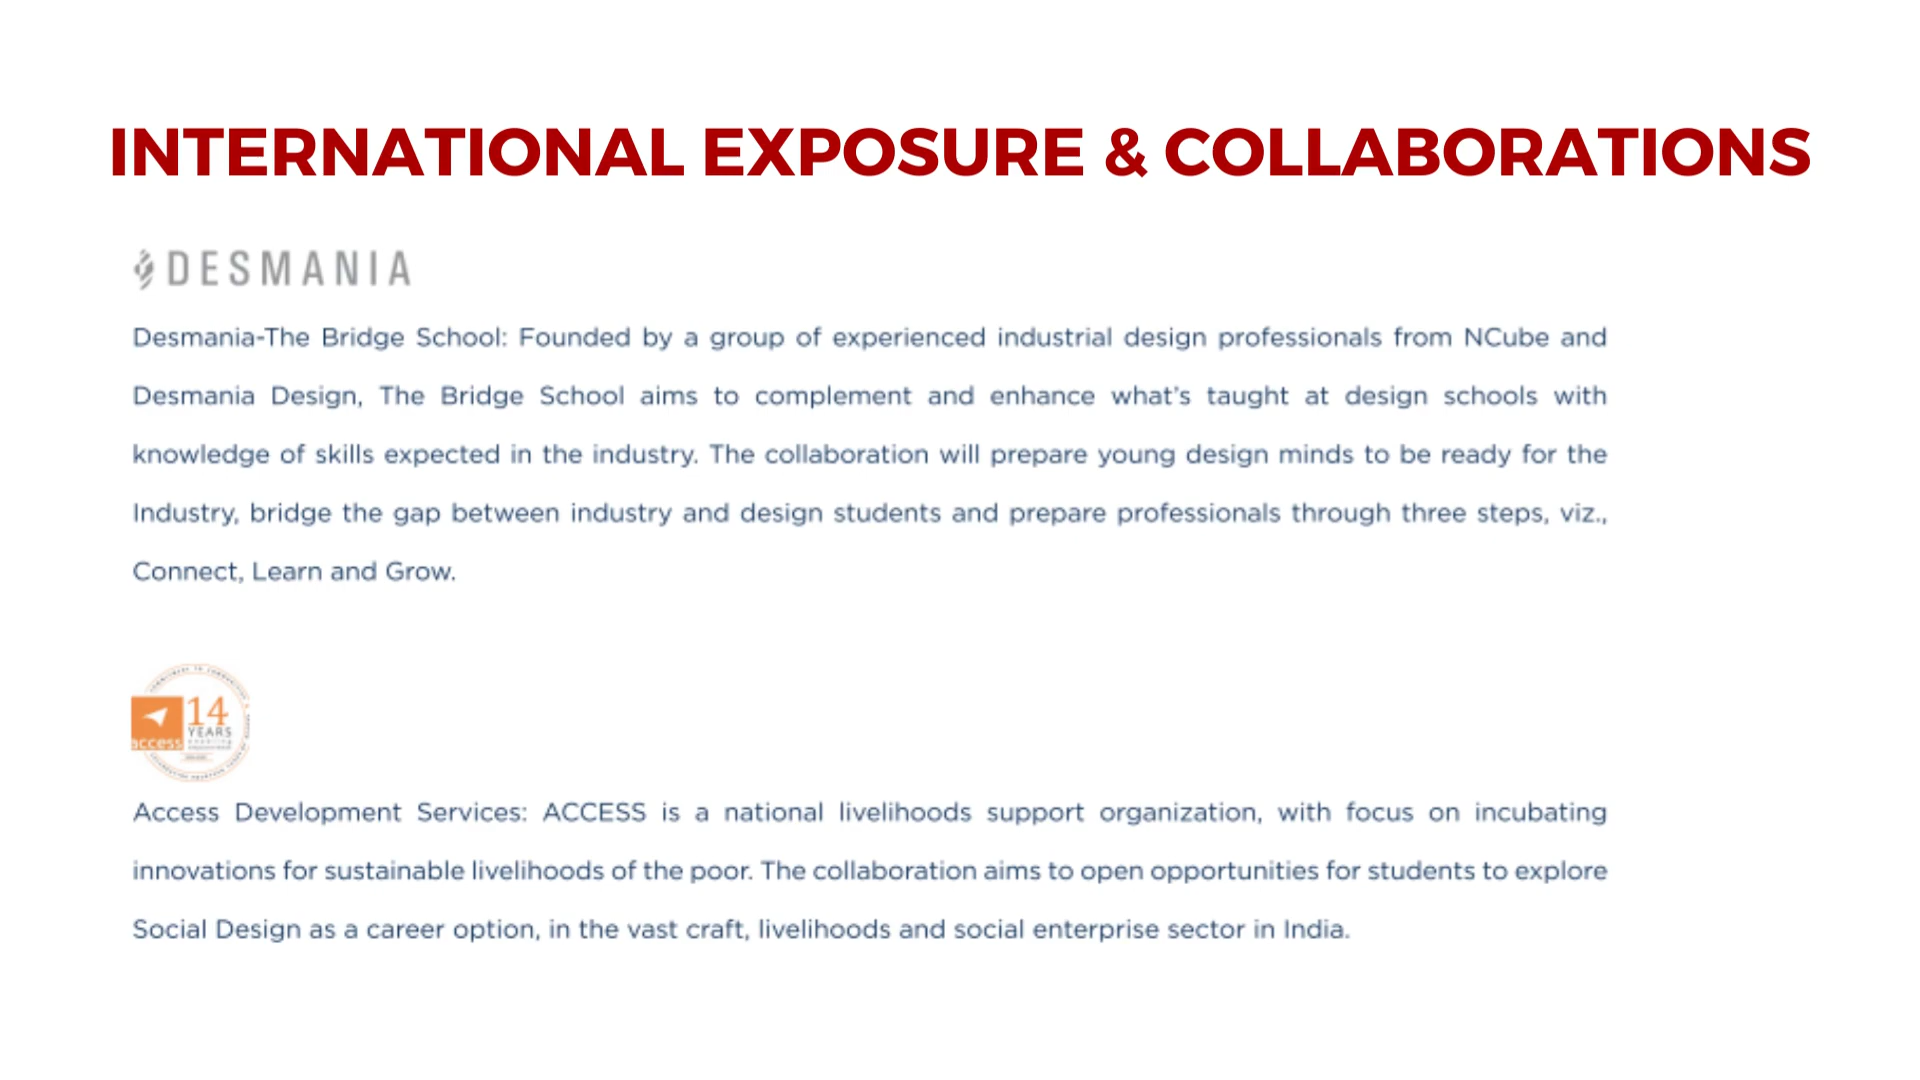 INTERNATIONAL EXPOSURE & COLLABORATIONS
DESMANIA
Desmania-The Bridge School: Founded by a group of experienced industrial design professionals from NCube and
Desmania Design, The Bridge School aims to complement and enhance what's taught at design schools with
knowledge of skills expected in the industry. The collaboration will prepare young design minds to be ready for the
Industry, bridge the gap between industry and design students and prepare professionals through three steps, viz.,
Connect, Learn and Grow.
14
YEARS
access
Access Development Services: ACCESS is a national livelihoods support organization, with focus on incubating
innovations for sustainable livelihoods of the poor. The collaboration aims to open opportunities for students to explore
Social Design as a career option, in the vast craft, livelihoods and social enterprise sector in India.